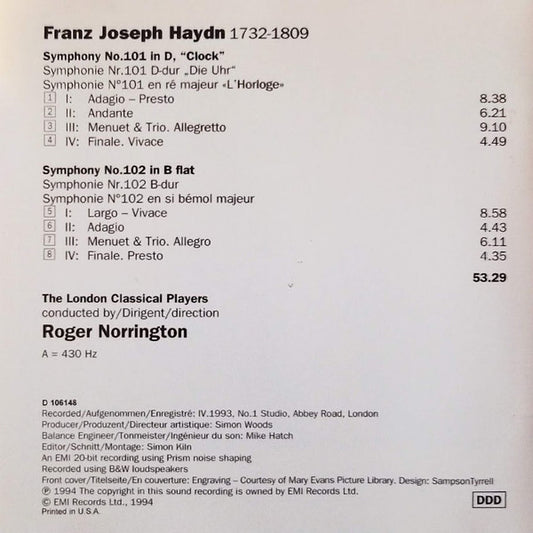 Franz Joseph Haydn 1732-1809
Symphony No.101 in D, “Clock”
Symphonie Nr.101 D-dur „Die Uhr“
Symphonie N°101 en ré majeur «L'Horloge»
1 I: Adagio – Presto 8.38
2 II: Andante 6.21
3 III: Menuet & Trio. Allegretto 9.10
4 IV: Finale. Vivace 4.49
Symphony No.102 in B flat
Symphonie Nr.102 B-dur
Symphonie N°102 en si bémol majeur
5 I: Largo – Vivace 8.58
6 II: Adagio 4.43
7 III: Menuet & Trio. Allegro 6.11
8 IV: Finale. Presto 4.35
53.29
The London Classical Players
conducted by/Dirigent/direction
Roger Norrington
A = 430 Hz
D 106148
Recorded/Aufgenommen/Enregistré: IV.1993, No.1 Studio, Abbey Road, London
Producer/Produzent/Directeur artistique: Simon Woods
Balance Engineer/Tonmeister/Ingénieur du son: Mike Hatch
Editor/Schnitt/Montage: Simon Kiln
An EMI 20-bit recording using Prism noise shaping
Recorded using B&W loudspeakers
Front cover/Titelseite/En couverture: Engraving – Courtesy of Mary Evans Picture Library. Design: SampsonTyrrell
℗ 1994 The copyright in this sound recording is owned by EMI Records Ltd.
© EMI Records Ltd., 1994
Printed in U.S.A.
DDD